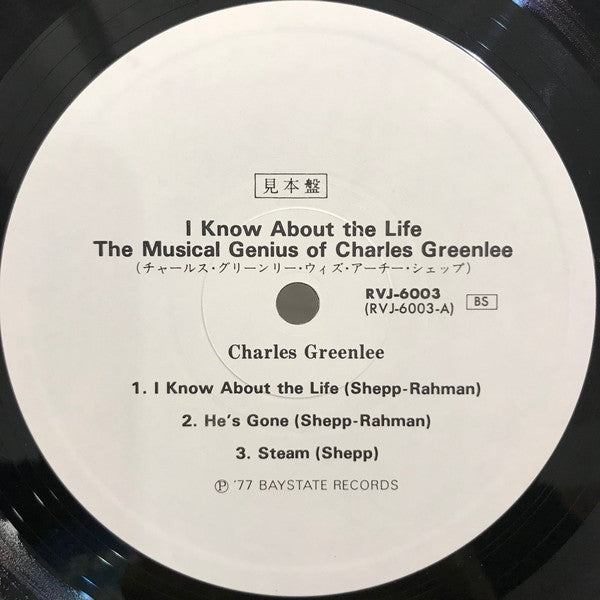 見本盤
I Know About the Life
The Musical Genius of Charles Greenlee
(チャールス・グリーンリー・ウィズ・アーチー・シェップ)
RVJ-6003
(RVJ-6003-A) BS
Charles Greenlee
1. I Know About the Life (Shepp-Rahman)
2. He's Gone (Shepp-Rahman)
3. Steam (Shepp)
Ⓟ '77 BAYSTATE RECORDS